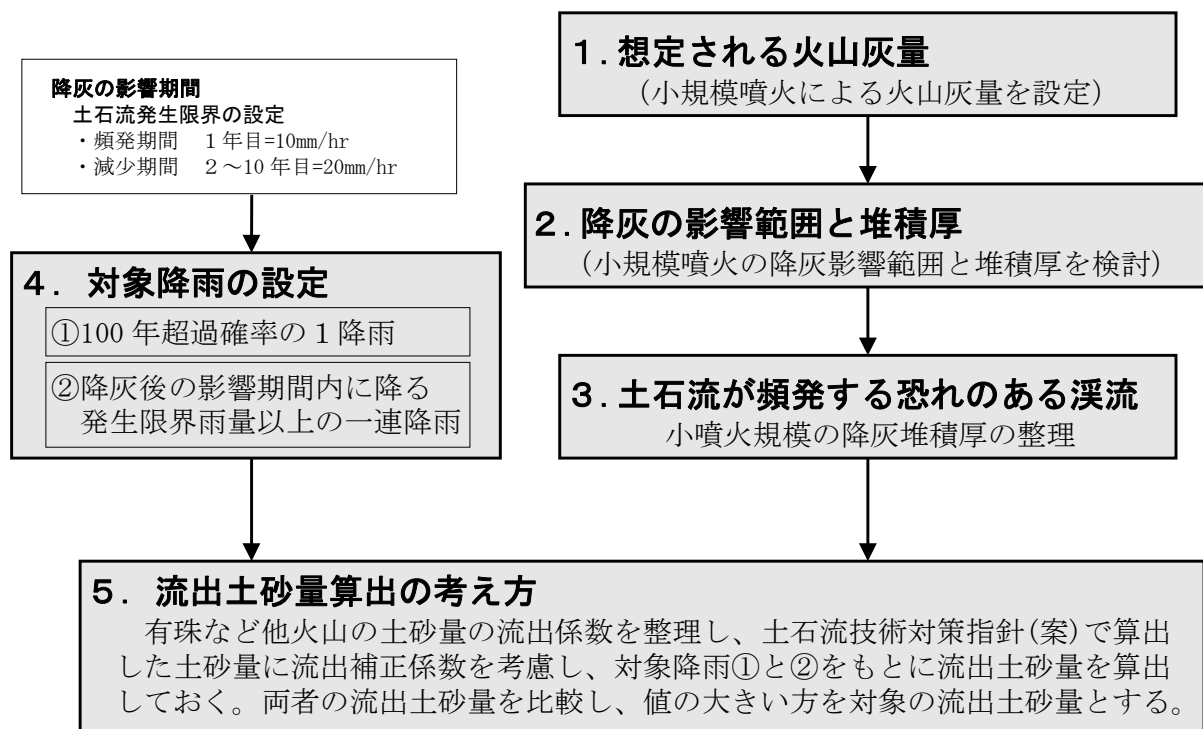 降灰の影響期間
土石流発生限界の設定
・頻発期間　１年目=10mm/hr
・減少期間　２～10 年目=20mm/hr
４．対象降雨の設定
①100 年超過確率の１降雨
②降灰後の影響期間内に降る
発生限界雨量以上の一連降雨
１．想定される火山灰量
（小規模噴火による火山灰量を設定）
２．降灰の影響範囲と堆積厚
（小規模噴火の降灰影響範囲と堆積厚を検討）
３．土石流が頻発する恐れのある渓流
小噴火規模の降灰堆積厚の整理
５．流出土砂量算出の考え方
有珠など他火山の土砂量の流出係数を整理し、土石流技術対策指針(案)で算出
した土砂量に流出補正係数を考慮し、対象降雨①と②をもとに流出土砂量を算出
しておく。両者の流出土砂量を比較し、値の大きい方を対象の流出土砂量とする。